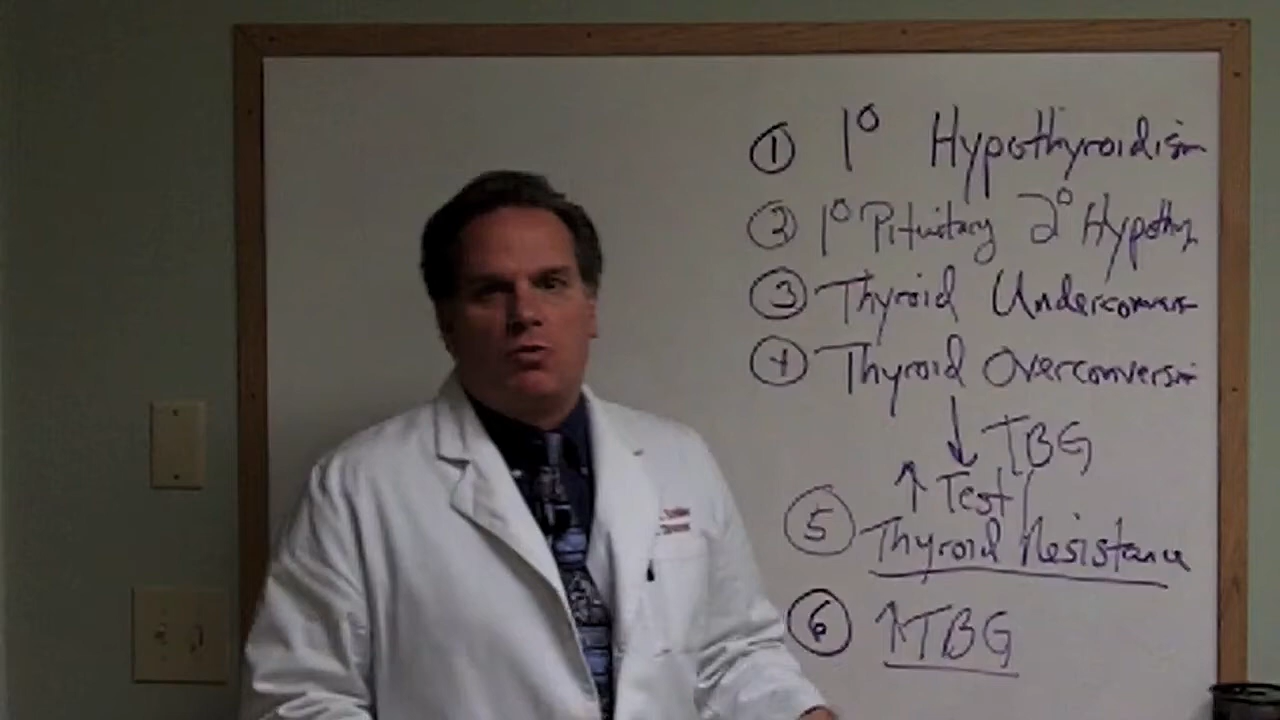 ① 1° Hypothyroidism
② 1° Pituitary 2° Hypothy
③ Thyroid Underconvers
④ Thyroid Overconversi
↓ TBG
↑ Test
⑤ Thyroid Resistance
⑥ ↑TBG